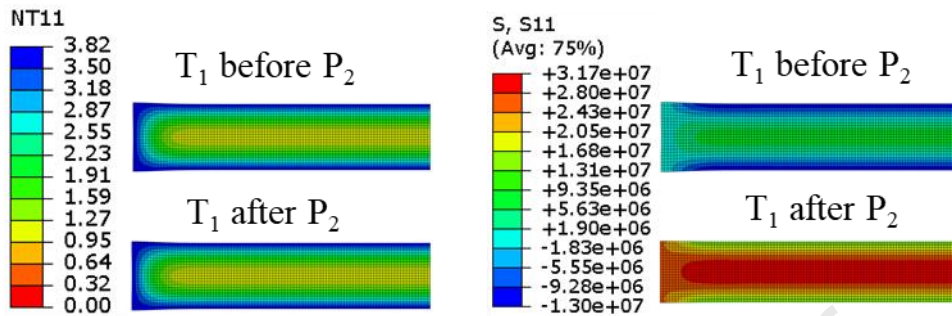 NT11
3.82
3.50
3.18
2.87
2.55
2.23
1.91
1.59
1.27
0.95
0.64
0.32
0.00
T₁ before P₂
T₁ after P₂
S, S11
(Avg: 75%)
+3.17e+07
+2.80e+07
+2.43e+07
+2.05e+07
+1.68e+07
+1.31e+07
+9.35e+06
+5.63e+06
+1.90e+06
-1.83e+06
-5.55e+06
-9.28e+06
-1.30e+07
T₁ before P₂
T₁ after P₂